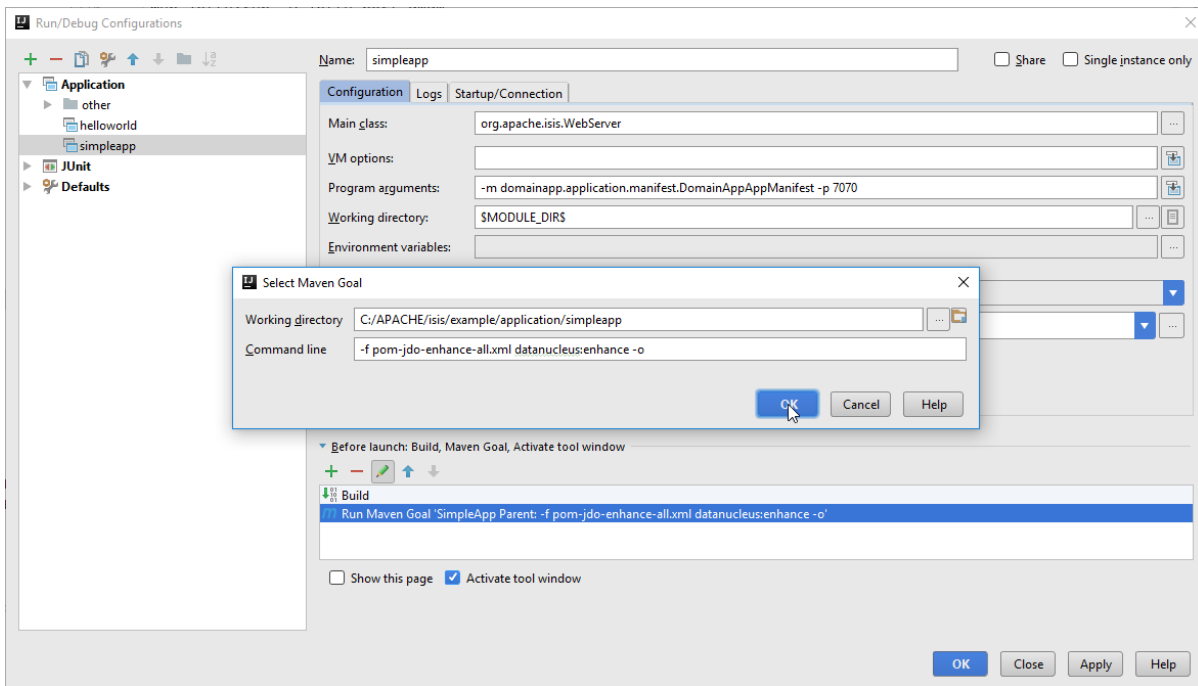 Run/Debug Configurations
Name: simpleapp Share Single instance only
Application
other
helloworld
simpleapp
JUnit
Defaults
Configuration Logs Startup/Connection
Main class: org.apache.isis.WebServer ...
VM options:
Program arguments: -m domainapp.application.manifest.DomainAppAppManifest -p 7070
Working directory: $MODULE_DIR$ ...
Environment variables: ...
...
Select Maven Goal
Working directory C:/APACHE/isis/example/application/simpleapp ...
Command line -f pom-jdo-enhance-all.xml datanucleus:enhance -o
OK Cancel Help
Before launch: Build, Maven Goal, Activate tool window
Build
Run Maven Goal 'SimpleApp Parent: -f pom-jdo-enhance-all.xml datanucleus:enhance -o'
Show this page Activate tool window
OK Close Apply Help